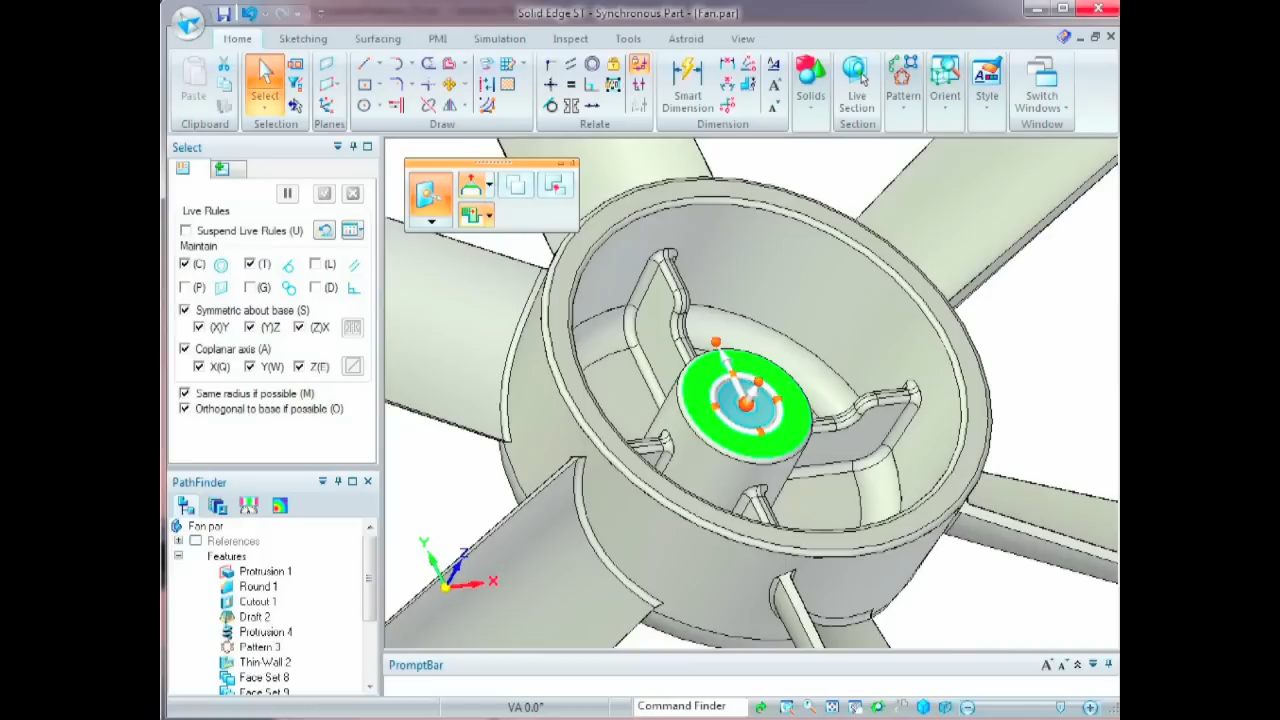 Solid Edge ST - Synchronous Part - [Fan.par]
Home Sketching Surfacing PMI Simulation Inspect Tools Astroid View
Paste Select Smart Dimension Solids Live Section Pattern Orient Style Switch Windows
Clipboard Selection Planes Draw Relate Dimension Section Window
Select
Live Rules
Suspend Live Rules (U)
Maintain
(C) (T) (L)
(P) (G) (D)
Symmetric about base (S)
(X)Y (Y)Z (Z)X
Coplanar axis (A)
X(Q) Y(W) Z(E)
Same radius if possible (M)
Orthogonal to base if possible (O)
PathFinder
Fan.par
References
Features
Protrusion 1
Round 1
Cutout 1
Draft 2
Protrusion 4
Pattern 3
Thin-Wall 2
Face Set 8
Face Set 9
Y Z X
PromptBar
VA 0.0° Command Finder